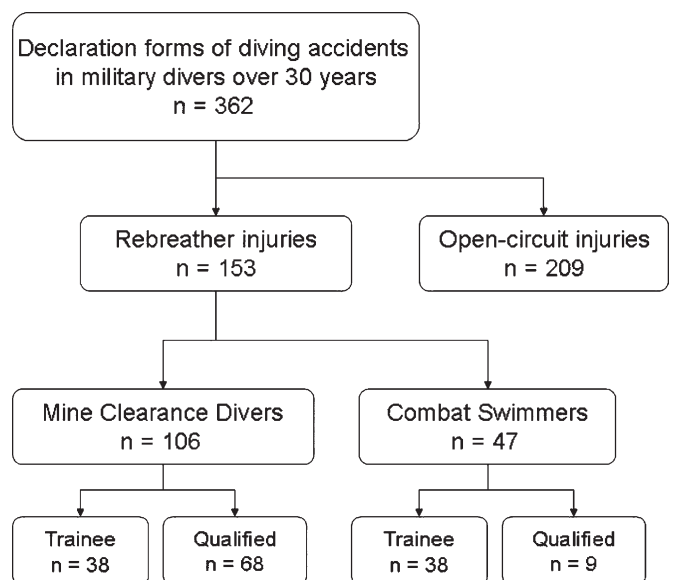 Declaration forms of diving accidents
in military divers over 30 years
n = 362
Rebreather injuries
n = 153
Open-circuit injuries
n = 209
Mine Clearance Divers
n = 106
Combat Swimmers
n = 47
Trainee
n = 38
Qualified
n = 68
Trainee
n = 38
Qualified
n = 9